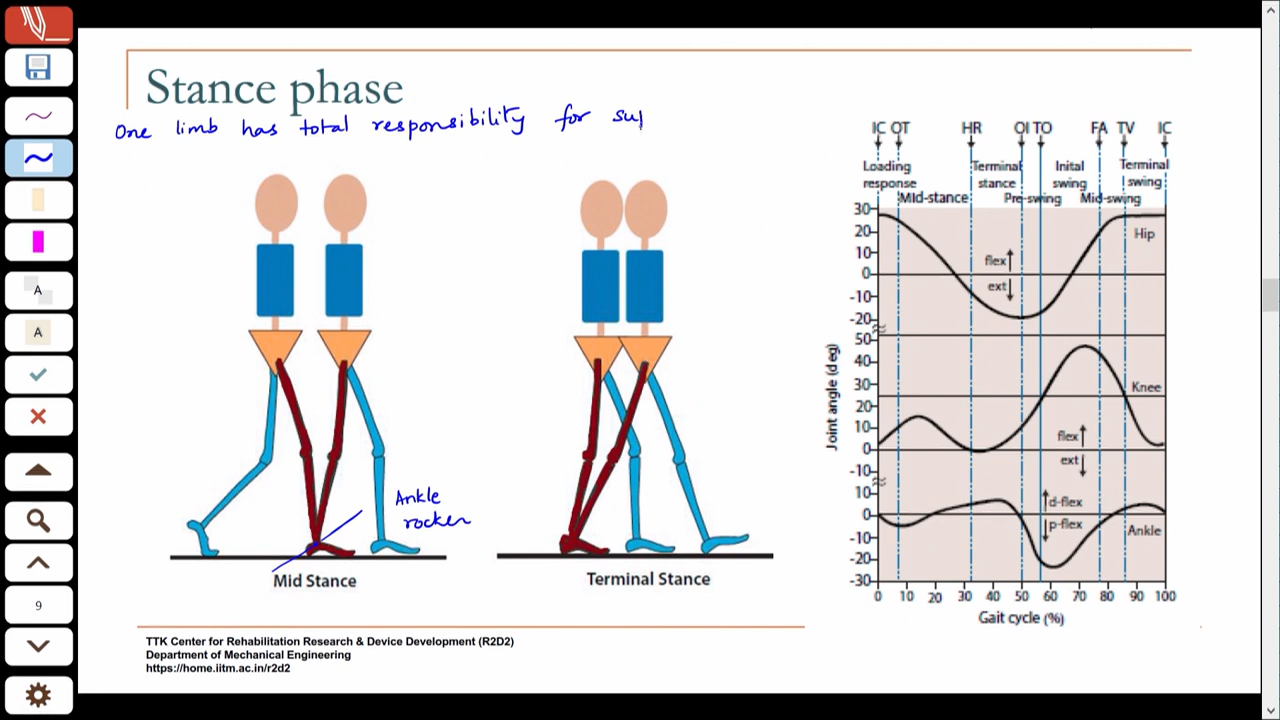 Stance phase
One limb has total responsibility for sup
IC OT HR OI TO FA TV IC
Loading response
Terminal stance
Inital swing
Terminal swing
Mid-stance
Pre-swing
Mid-swing
30
20
10
0
-10
-20
Hip
flex
ext
50
40
30
20
10
0
-10
Knee
flex
ext
10
0
-10
-20
-30
d-flex
p-flex
Ankle
Joint angle (deg)
0 10 20 30 40 50 60 70 80 90 100
Gait cycle (%)
Ankle
rocker
Mid Stance
Terminal Stance
TTK Center for Rehabilitation Research & Device Development (R2D2)
Department of Mechanical Engineering
https://home.iitm.ac.in/r2d2
A
A
9